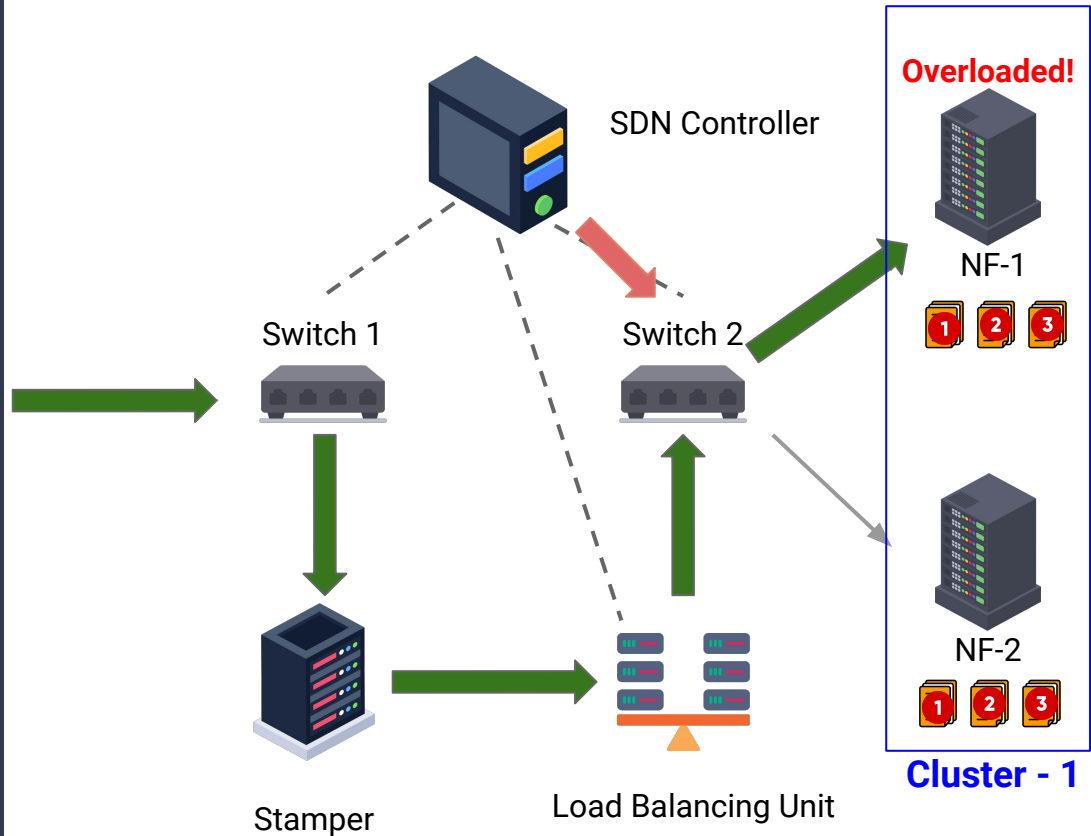 Overloaded!
SDN Controller
NF-1
1 2 3
Switch 1
Switch 2
NF-2
1 2 3
Cluster - 1
Load Balancing Unit
Stamper